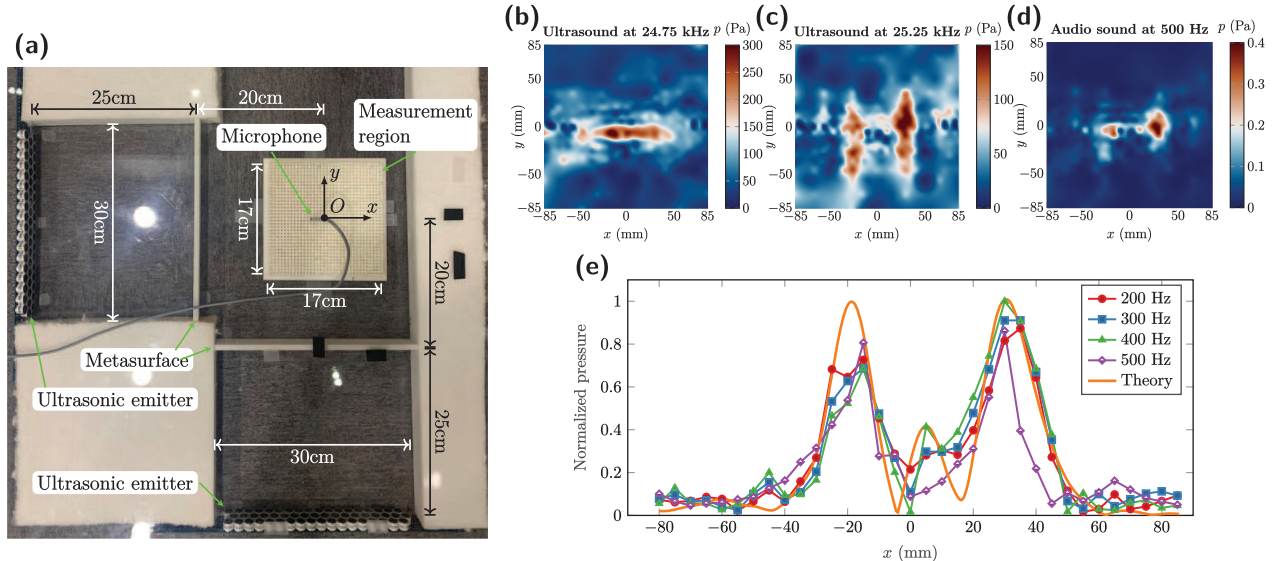 (a)
25cm
20cm
Measurement
region
Microphone
y
O
x
30cm
17cm
17cm
20cm
Metasurface
Ultrasonic emitter
25cm
30cm
Ultrasonic emitter
(b)
Ultrasound at 24.75 kHz
p (Pa)
85
50
0
−50
−85
y (mm)
−85 −50 0 50 85
x (mm)
300
250
200
150
100
50
0
(c)
Ultrasound at 25.25 kHz
p (Pa)
85
50
0
−50
−85
y (mm)
−85 −50 0 50 85
x (mm)
150
100
50
0
(d)
Audio sound at 500 Hz
p (Pa)
85
50
0
−50
−85
y (mm)
−85 −50 0 50 85
x (mm)
0.4
0.3
0.2
0.1
0
(e)
Normalized pressure
1
0.8
0.6
0.4
0.2
0
200 Hz
300 Hz
400 Hz
500 Hz
Theory
−80 −60 −40 −20 0 20 40 60 80
x (mm)